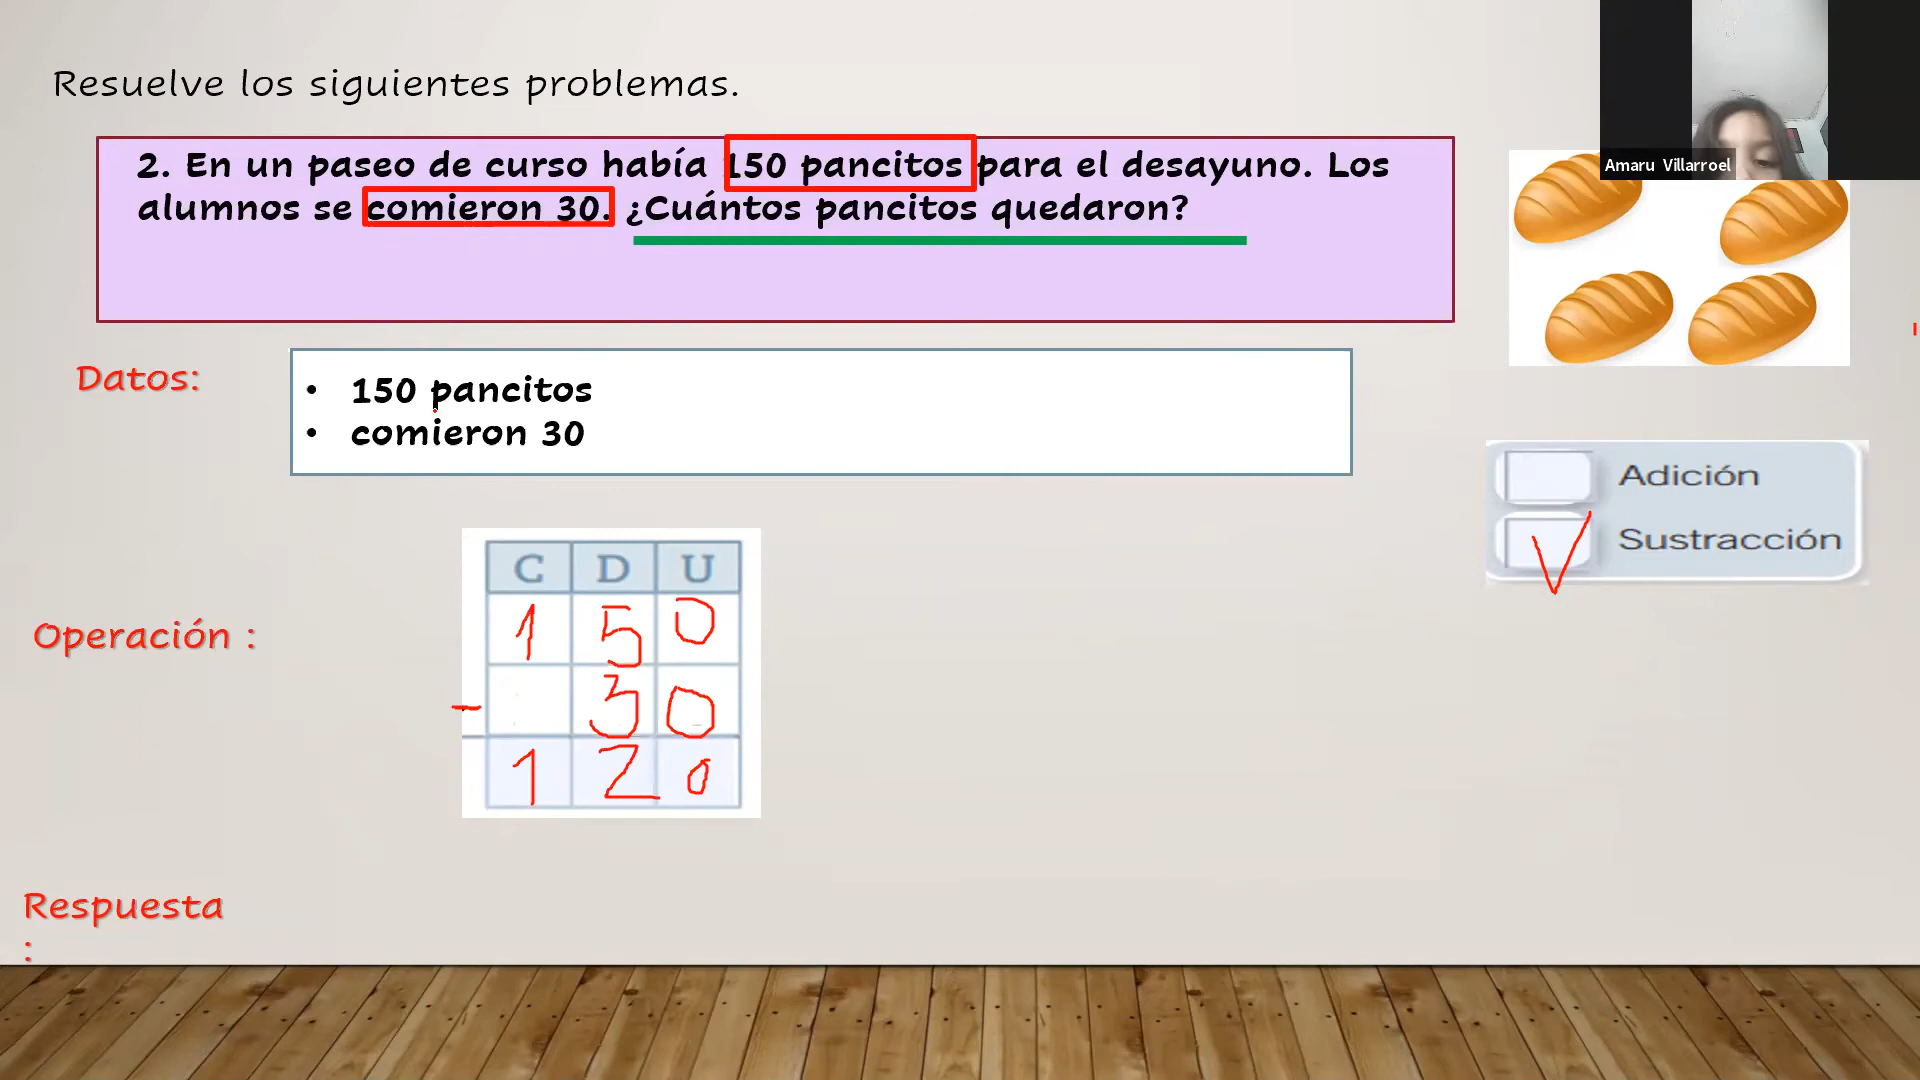 Resuelve los siguientes problemas.
Amaru Villarroel
2. En un paseo de curso había 150 pancitos para el desayuno. Los
alumnos se comieron 30. ¿Cuántos pancitos quedaron?
Datos:
• 150 pancitos
• comieron 30
Adición
Sustracción
C D U
1 5 0
- 3 0
1 2 0
Operación :
Respuesta
: